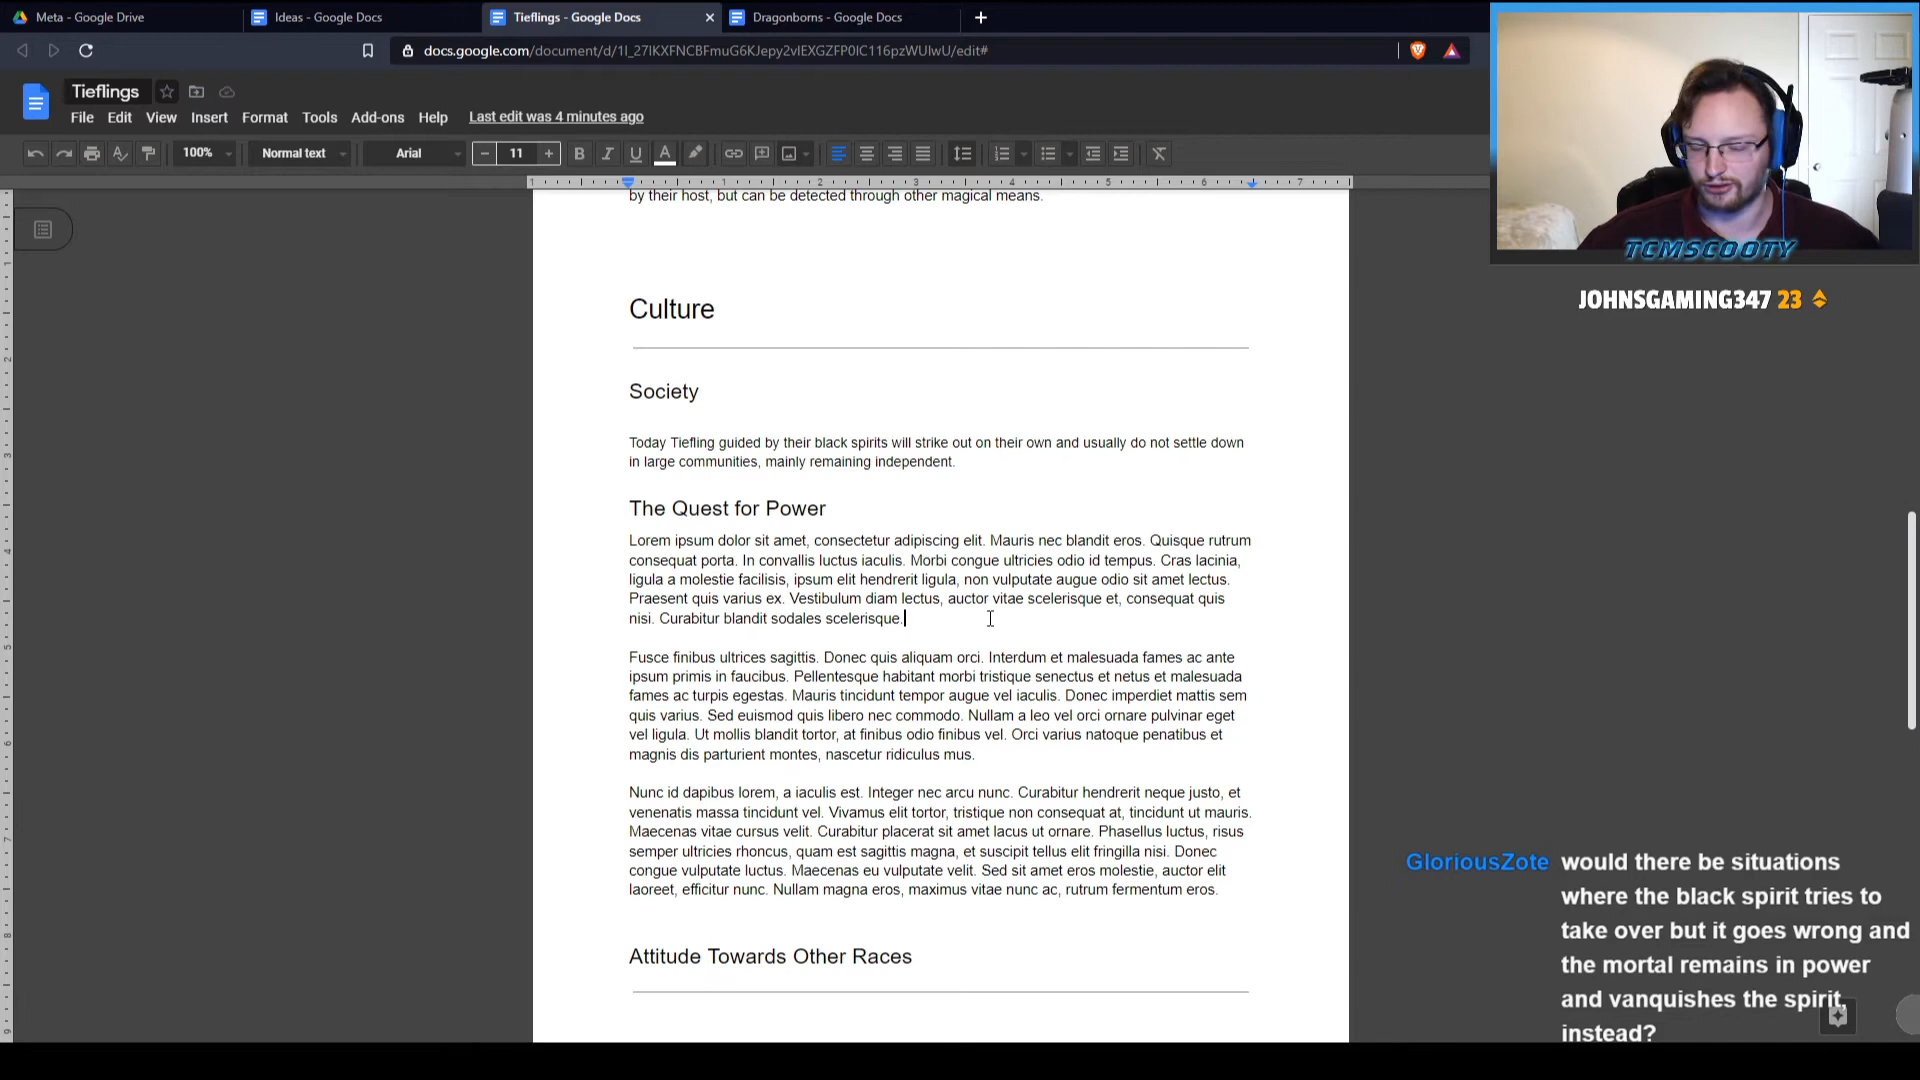 Meta - Google Drive
Ideas - Google Docs
Tieflings - Google Docs
Dragonborns - Google Docs
docs.google.com/document/d/1I_27IKXFNCBFmuG6KJepy2vIEXGZFP0IC116pzWUIwU/edit#
Tieflings
File Edit View Insert Format Tools Add-ons Help Last edit was 4 minutes ago
100% Normal text Arial 11
by their host, but can be detected through other magical means.
Culture
Society
Today Tiefling guided by their black spirits will strike out on their own and usually do not settle down
in large communities, mainly remaining independent.
The Quest for Power
Lorem ipsum dolor sit amet, consectetur adipiscing elit. Mauris nec blandit eros. Quisque rutrum
consequat porta. In convallis luctus iaculis. Morbi congue ultricies odio id tempus. Cras lacinia,
ligula a molestie facilisis, ipsum elit hendrerit ligula, non vulputate augue odio sit amet lectus.
Praesent quis varius ex. Vestibulum diam lectus, auctor vitae scelerisque et, consequat quis
nisi. Curabitur blandit sodales scelerisque.
Fusce finibus ultrices sagittis. Donec quis aliquam orci. Interdum et malesuada fames ac ante
ipsum primis in faucibus. Pellentesque habitant morbi tristique senectus et netus et malesuada
fames ac turpis egestas. Mauris tincidunt tempor augue vel iaculis. Donec imperdiet mattis sem
quis varius. Sed euismod quis libero nec commodo. Nullam a leo vel orci ornare pulvinar eget
vel ligula. Ut mollis blandit tortor, at finibus odio finibus vel. Orci varius natoque penatibus et
magnis dis parturient montes, nascetur ridiculus mus.
Nunc id dapibus lorem, a iaculis est. Integer nec arcu nunc. Curabitur hendrerit neque justo, et
venenatis massa tincidunt vel. Vivamus elit tortor, tristique non consequat at, tincidunt ut mauris.
Maecenas vitae cursus velit. Curabitur placerat sit amet lacus ut ornare. Phasellus luctus, risus
semper ultricies rhoncus, quam est sagittis magna, et suscipit tellus elit fringilla nisi. Donec
congue vulputate luctus. Maecenas eu vulputate velit. Sed sit amet eros molestie, auctor elit
laoreet, efficitur nunc. Nullam magna eros, maximus vitae nunc ac, rutrum fermentum eros.
Attitude Towards Other Races
TCMSCOOTY
JOHNSGAMING347 23
GloriousZote would there be situations
where the black spirit tries to
take over but it goes wrong and
the mortal remains in power
and vanquishes the spirit,
instead?